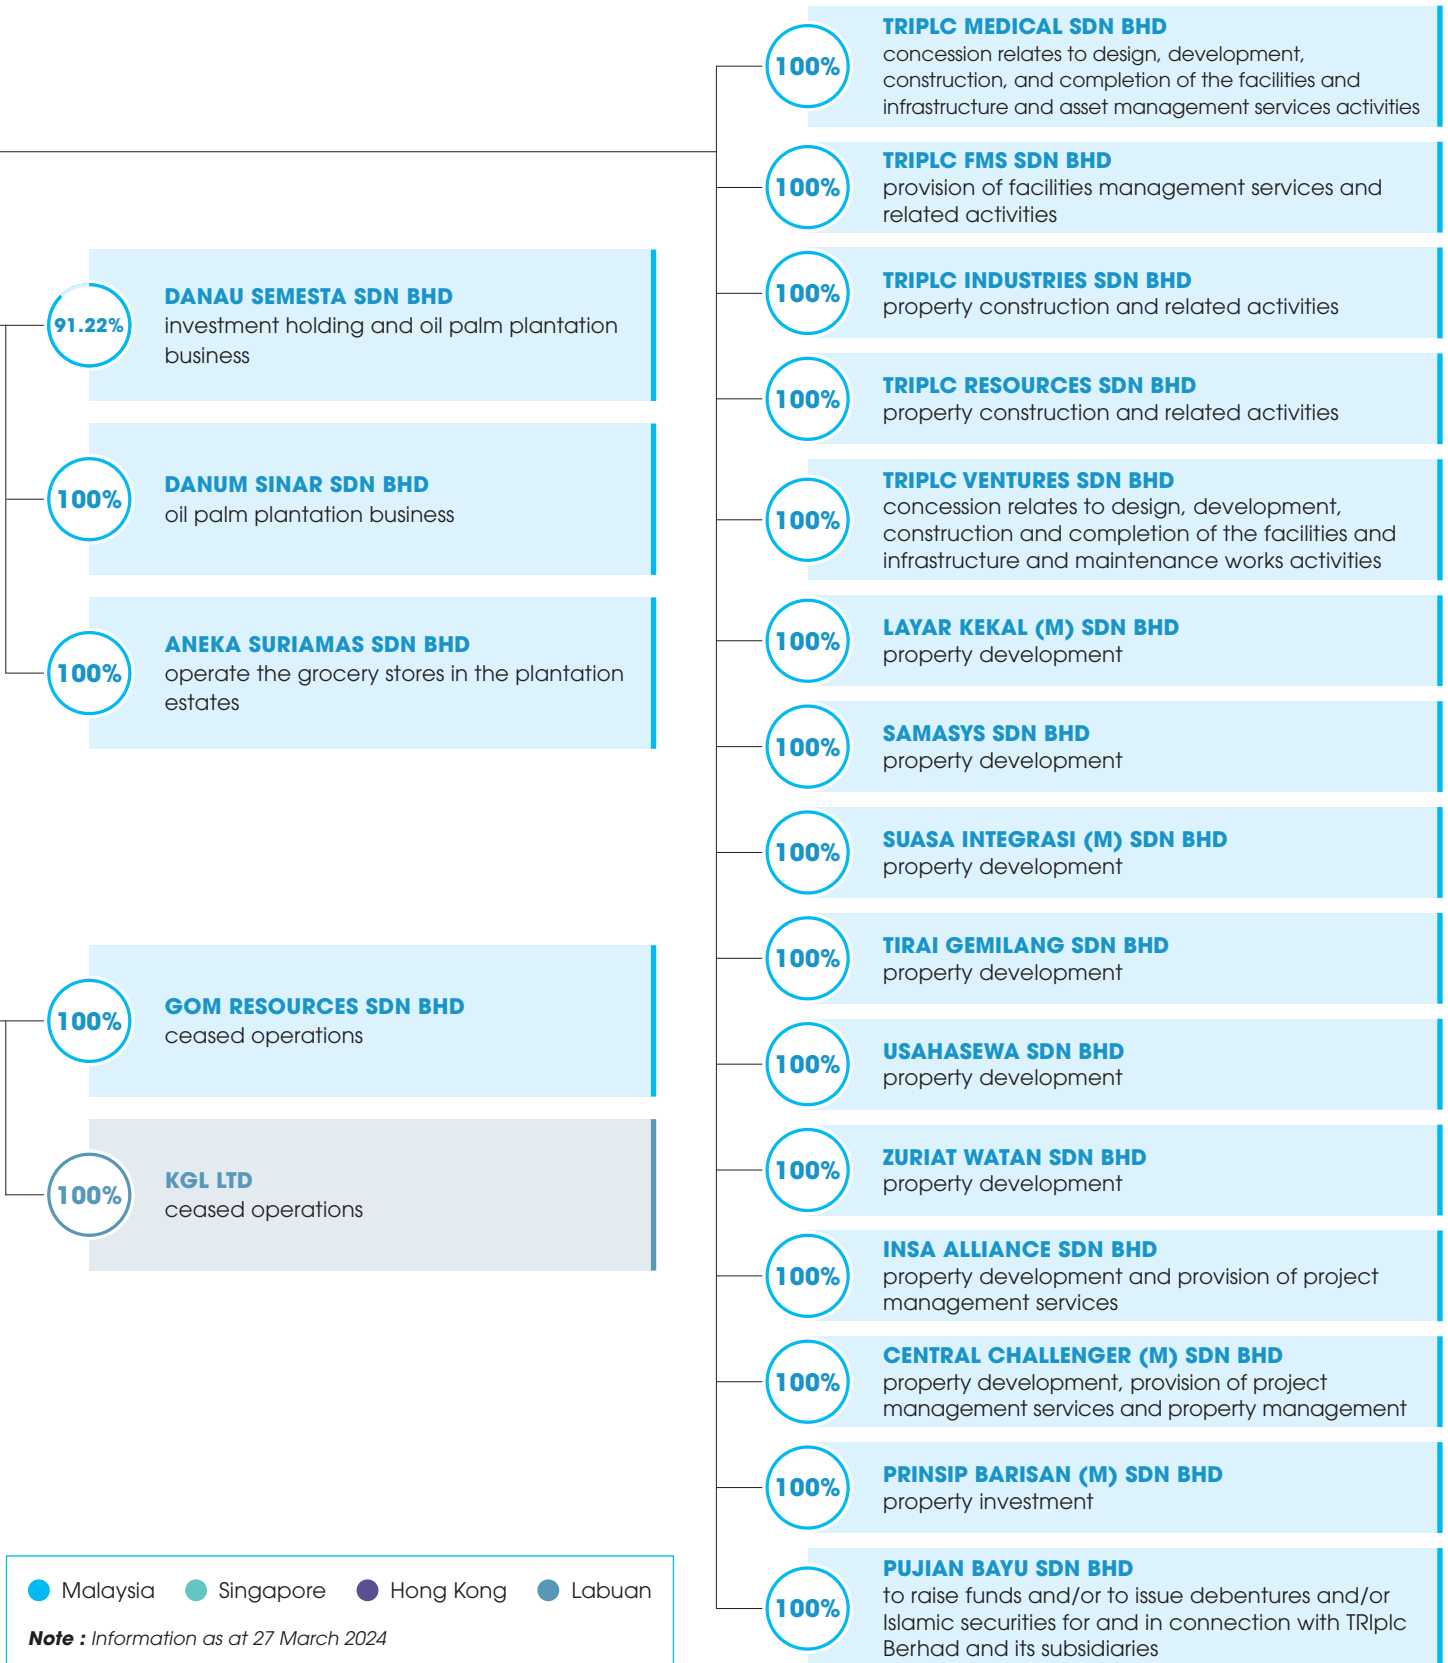 91.22%
DANAU SEMESTA SDN BHD
investment holding and oil palm plantation
business
100%
DANUM SINAR SDN BHD
oil palm plantation business
100%
ANEKA SURIAMAS SDN BHD
operate the grocery stores in the plantation
estates
100%
GOM RESOURCES SDN BHD
ceased operations
100%
KGL LTD
ceased operations
100%
TRIPLC MEDICAL SDN BHD
concession relates to design, development,
construction, and completion of the facilities and
infrastructure and asset management services activities
100%
TRIPLC FMS SDN BHD
provision of facilities management services and
related activities
100%
TRIPLC INDUSTRIES SDN BHD
property construction and related activities
100%
TRIPLC RESOURCES SDN BHD
property construction and related activities
100%
TRIPLC VENTURES SDN BHD
concession relates to design, development,
construction and completion of the facilities and
infrastructure and maintenance works activities
100%
LAYAR KEKAL (M) SDN BHD
property development
100%
SAMASYS SDN BHD
property development
100%
SUASA INTEGRASI (M) SDN BHD
property development
100%
TIRAI GEMILANG SDN BHD
property development
100%
USAHASEWA SDN BHD
property development
100%
ZURIAT WATAN SDN BHD
property development
100%
INSA ALLIANCE SDN BHD
property development and provision of project
management services
100%
CENTRAL CHALLENGER (M) SDN BHD
property development, provision of project
management services and property management
100%
PRINSIP BARISAN (M) SDN BHD
property investment
100%
PUJIAN BAYU SDN BHD
to raise funds and/or to issue debentures and/or
Islamic securities for and in connection with TRIplc
Berhad and its subsidiaries
Malaysia Singapore Hong Kong Labuan
Note : Information as at 27 March 2024